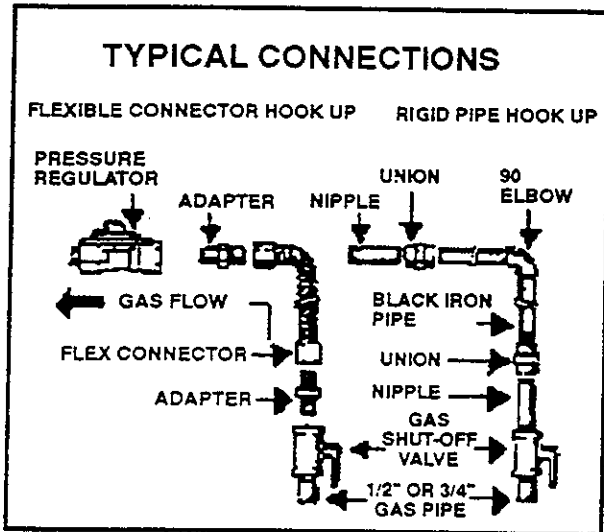 TYPICAL CONNECTIONS
FLEXIBLE CONNECTOR HOOK UP
RIGID PIPE HOOK UP
PRESSURE
REGULATOR
ADAPTER
NIPPLE
UNION
90
ELBOW
GAS FLOW
BLACK IRON
PIPE
FLEX CONNECTOR
UNION
ADAPTER
NIPPLE
GAS
SHUT-OFF
VALVE
1/2" OR 3/4"
GAS PIPE